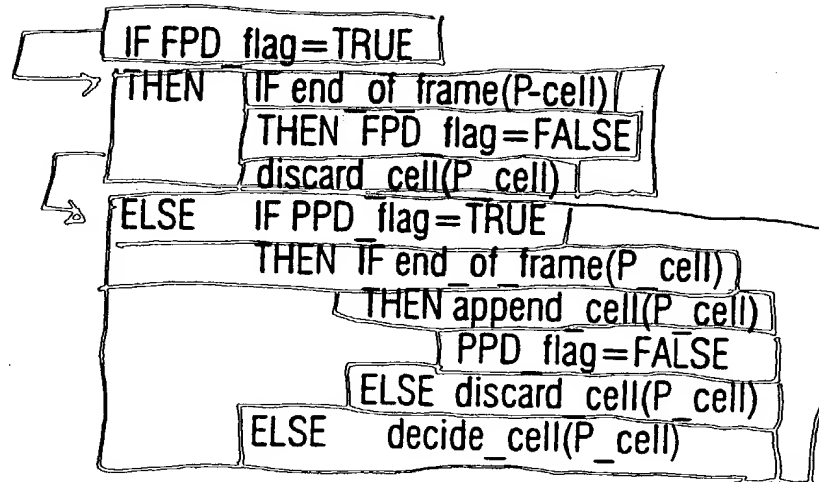 IF FPD_flag=TRUE
THEN IF end_of_frame(P-cell)
THEN FPD_flag=FALSE
discard_cell(P_cell)
ELSE IF PPD_flag=TRUE
THEN IF end_of_frame(P_cell)
THEN append_cell(P_cell)
PPD_flag=FALSE
ELSE discard_cell(P_cell)
ELSE decide_cell(P_cell)